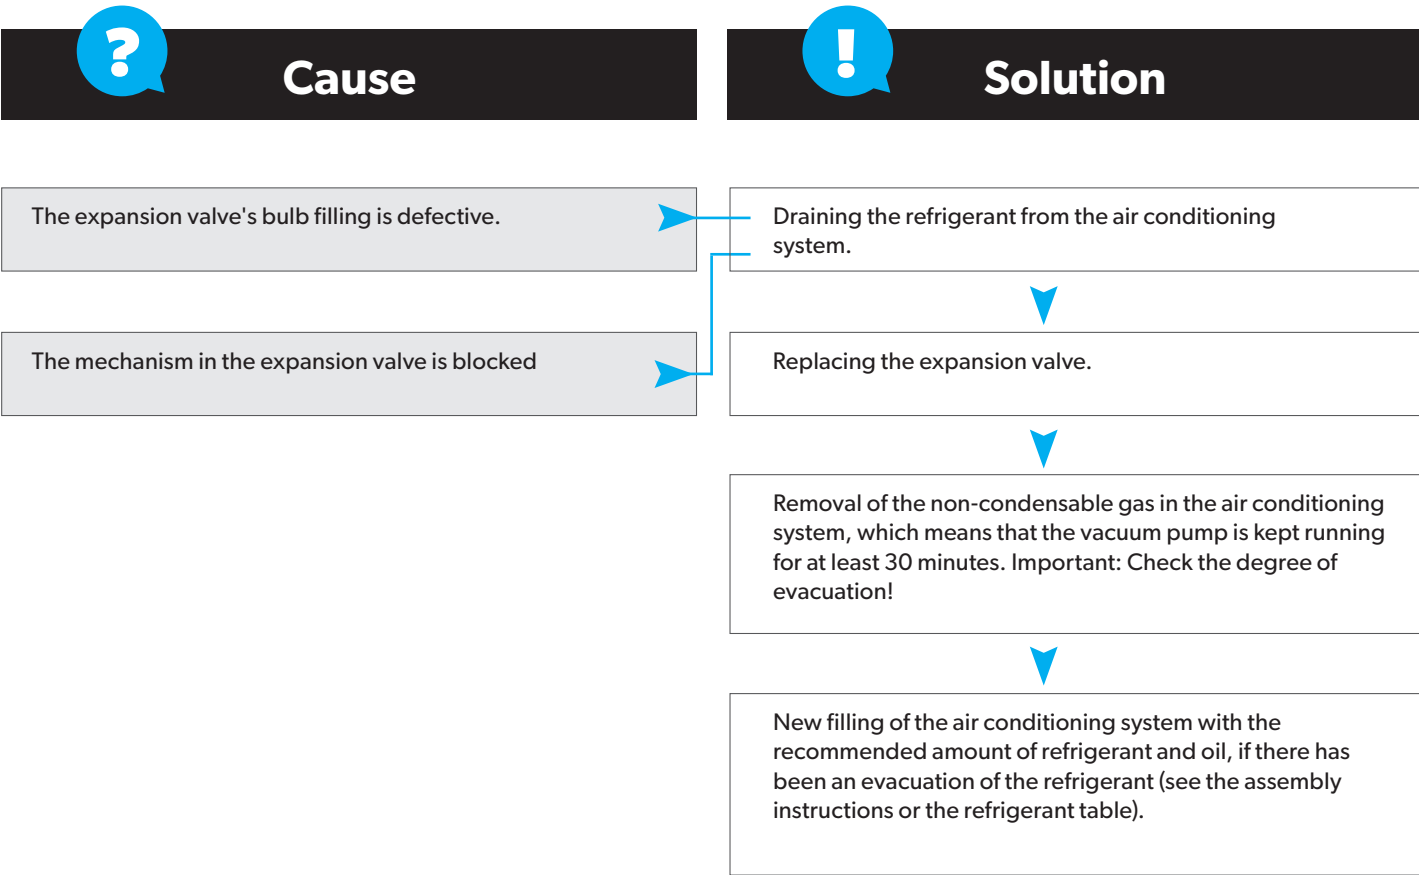 ?
Cause
!
Solution
The expansion valve's bulb filling is defective.
Draining the refrigerant from the air conditioning
system.
The mechanism in the expansion valve is blocked
Replacing the expansion valve.
Removal of the non-condensable gas in the air conditioning
system, which means that the vacuum pump is kept running
for at least 30 minutes. Important: Check the degree of
evacuation!
New filling of the air conditioning system with the
recommended amount of refrigerant and oil, if there has
been an evacuation of the refrigerant (see the assembly
instructions or the refrigerant table).